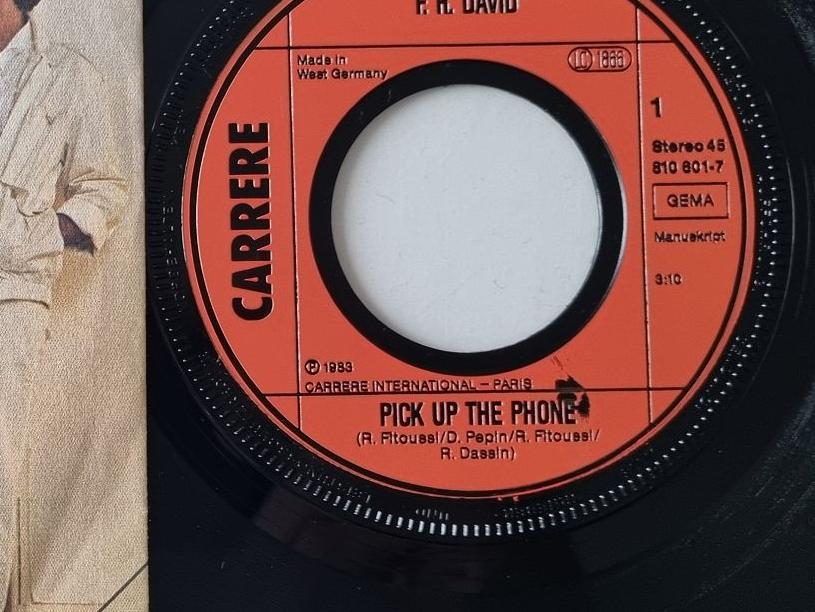 F. R. DAVID
Made in
West Germany
LC 1866
1
Stereo 45
810 601-7
GEMA
Manuskript
3:10
CARRERE
Ⓟ 1983
CARRERE INTERNATIONAL – PARIS
PICK UP THE PHONE
(R. Fitoussi/D. Pepin/R. Fitoussi/
R. Dassin)